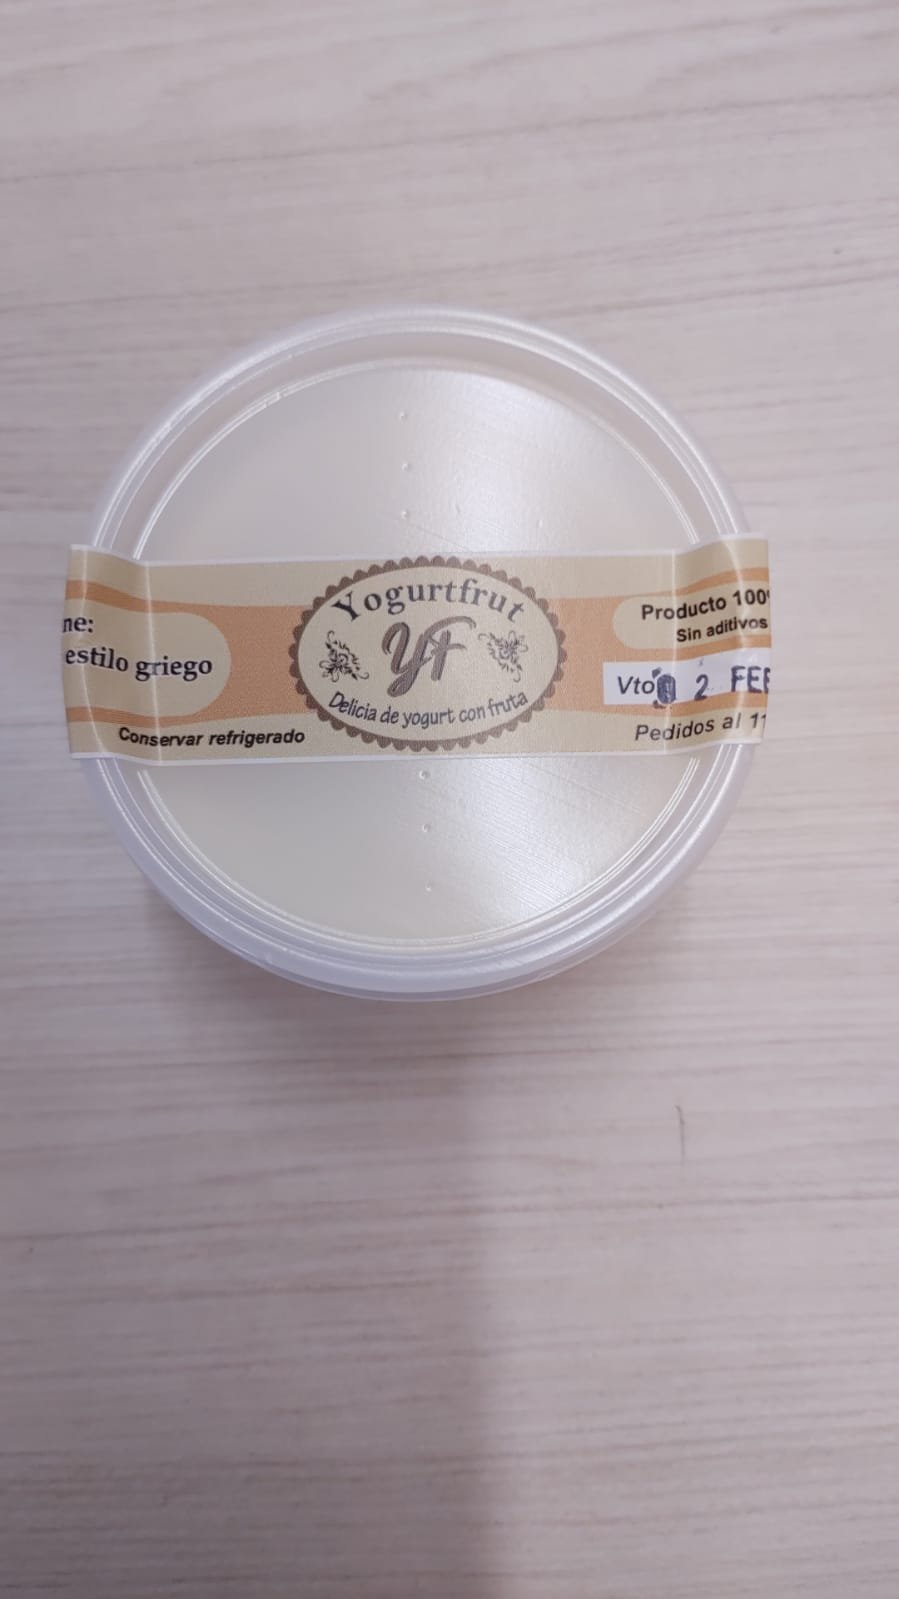 ne:
estilo griego
Conservar refrigerado
Yogurtfrut
YF
Delicia de yogurt con fruta
Producto 100
Sin aditivos
Vto 2 FEB
Pedidos al 11